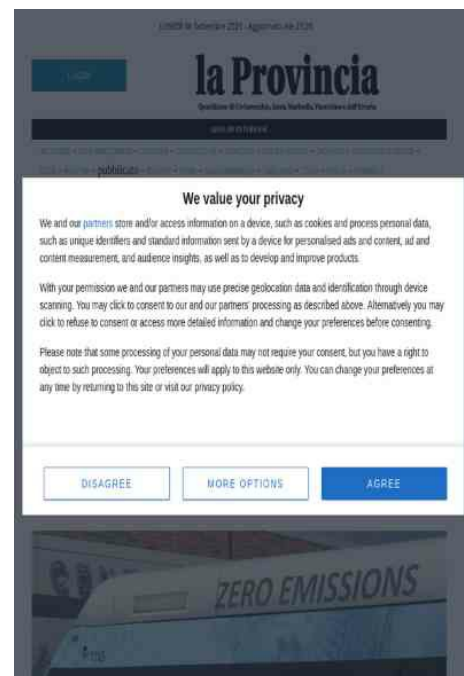 la Provincia
pubblicato
We value your privacy
We and our partners store and/or access information on a device, such as cookies and process personal data,
such as unique identifiers and standard information sent by a device for personalised ads and content, ad and
content measurement, and audience insights, as well as to develop and improve products.
With your permission we and our partners may use precise geolocation data and identification through device
scanning. You may click to consent to our and our partners' processing as described above. Alternatively you may
click to refuse to consent or access more detailed information and change your preferences before consenting.
Please note that some processing of your personal data may not require your consent, but you have a right to
object to such processing. Your preferences will apply to this website only. You can change your preferences at
any time by returning to this site or visit our privacy policy.
DISAGREE MORE OPTIONS AGREE
ZERO EMISSIONS